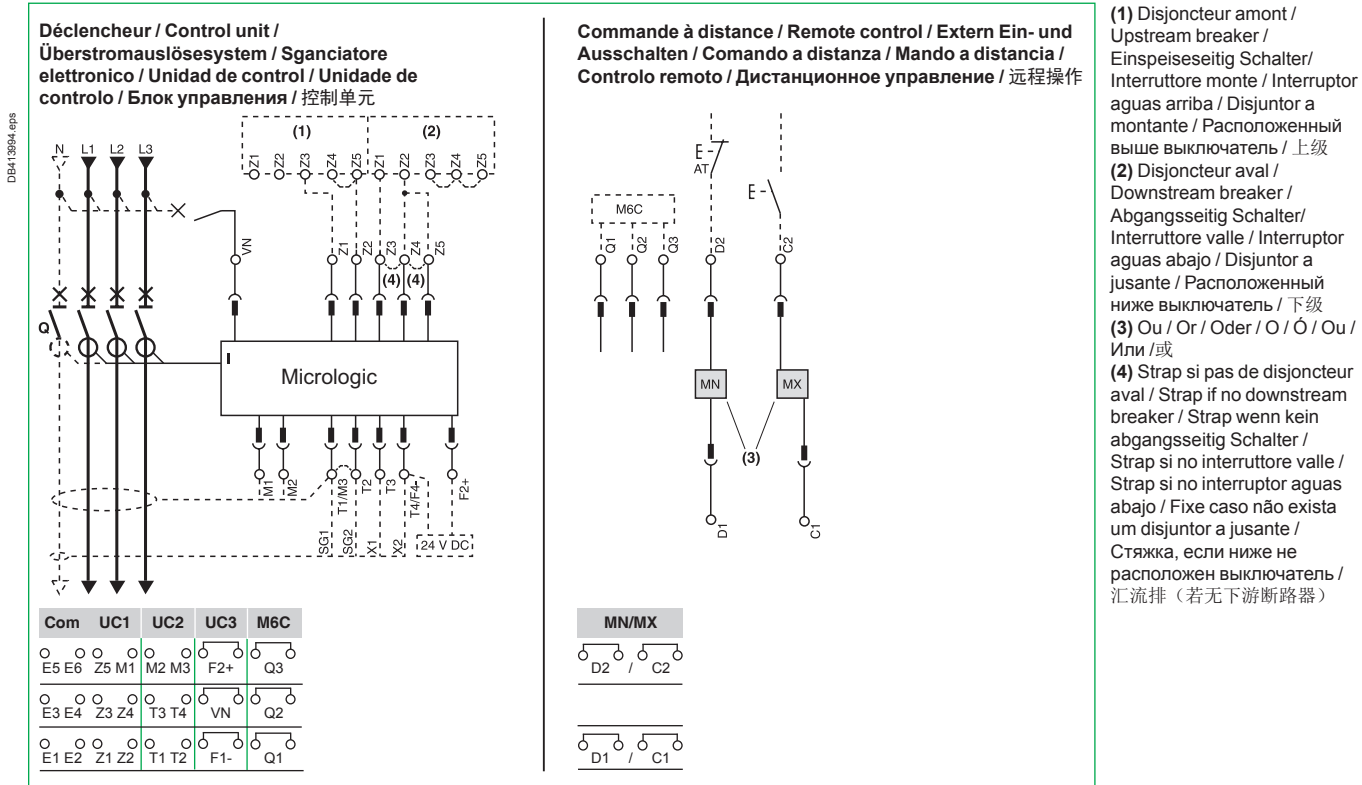 DB413994.eps
Déclencheur / Control unit /
Überstromauslösesystem / Sganciatore
elettronico / Unidad de control / Unidade de
controlo / Блок управления / 控制单元
(1)
(2)
Z1 Z2 Z3 Z4 Z5 Z1 Z2 Z3 Z4 Z5
N L1 L2 L3
VN Z1 Z2 Z3 Z4 Z5
(4) (4)
Q
I
Micrologic
M1 M2 T1/M3 T2 T3 T4/F4- F2+
SG1 SG2 X1 X2 24 V DC
Com UC1 UC2 UC3 M6C
E5 E6 Z5 M1 M2 M3 F2+ Q3
E3 E4 Z3 Z4 T3 T4 VN Q2
E1 E2 Z1 Z2 T1 T2 F1- Q1
Commande à distance / Remote control / Extern Ein- und
Ausschalten / Comando a distanza / Mando a distancia /
Controlo remoto / Дистанционное управление / 远程操作
AT
M6C
Q1 Q2 Q3 D2 C2
MN MX
(3)
D1 C1
MN/MX
D2 / C2
D1 / C1
(1) Disjoncteur amont /
Upstream breaker /
Einspeiseseitig Schalter/
Interruttore monte / Interruptor
aguas arriba / Disjuntor a
montante / Расположенный
выше выключатель / 上级
(2) Disjoncteur aval /
Downstream breaker /
Abgangsseitig Schalter/
Interruttore valle / Interruptor
aguas abajo / Disjuntor a
jusante / Расположенный
ниже выключатель / 下级
(3) Ou / Or / Oder / O / Ó / Ou /
Или /或
(4) Strap si pas de disjoncteur
aval / Strap if no downstream
breaker / Strap wenn kein
abgangsseitig Schalter /
Strap si no interruttore valle /
Strap si no interruptor aguas
abajo / Fixe caso não exista
um disjuntor a jusante /
Стяжка, если ниже не
расположен выключатель /
汇流排（若无下游断路器）